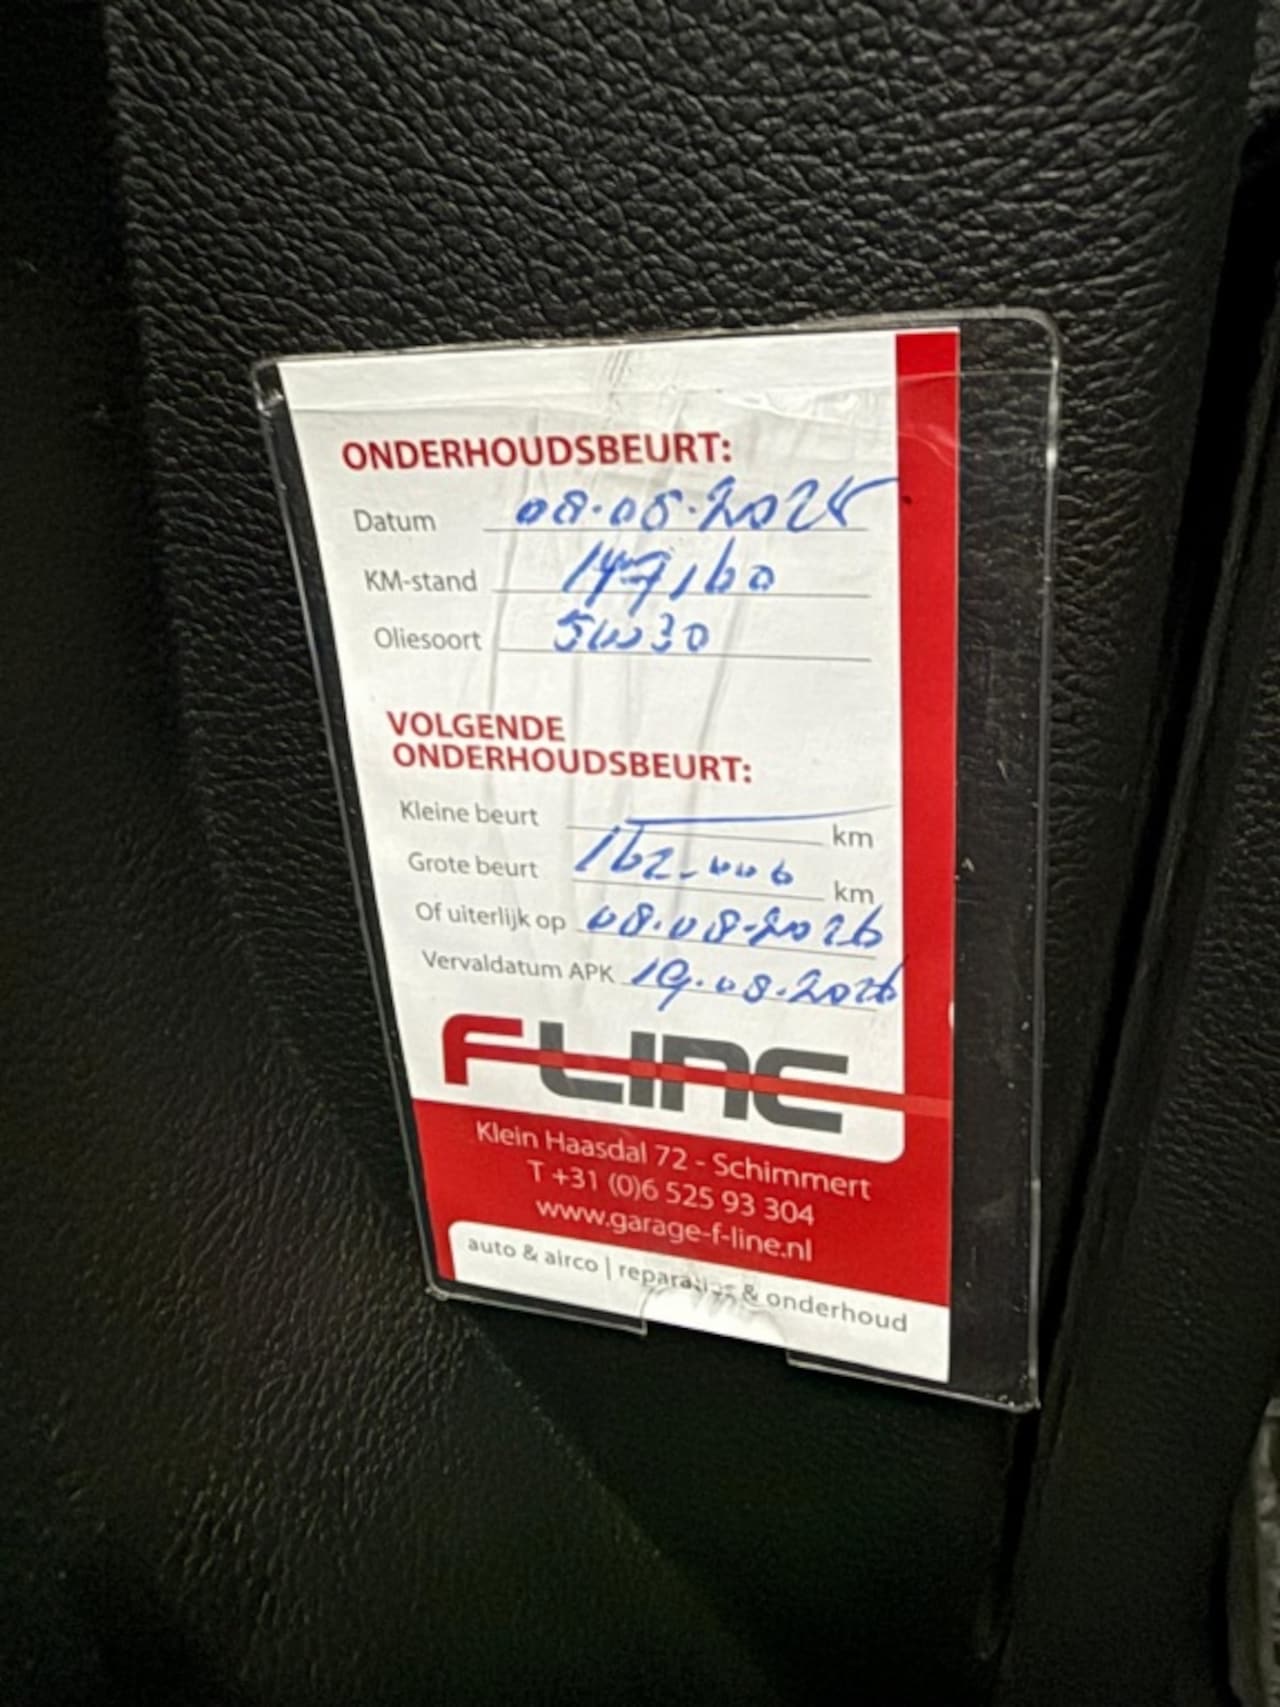 ONDERHOUDSBEURT:
Datum 08.08.2025
KM-stand 147160
Oliesoort 5W30
VOLGENDE
ONDERHOUDSBEURT:
Kleine beurt — km
Grote beurt 162.000 km
Of uiterlijk op 08.08.2026
Vervaldatum APK 19.08.2026
F LINE
Klein Haasdal 72 - Schimmert
T +31 (0)6 525 93 304
www.garage-f-line.nl
auto & airco | reparaties & onderhoud